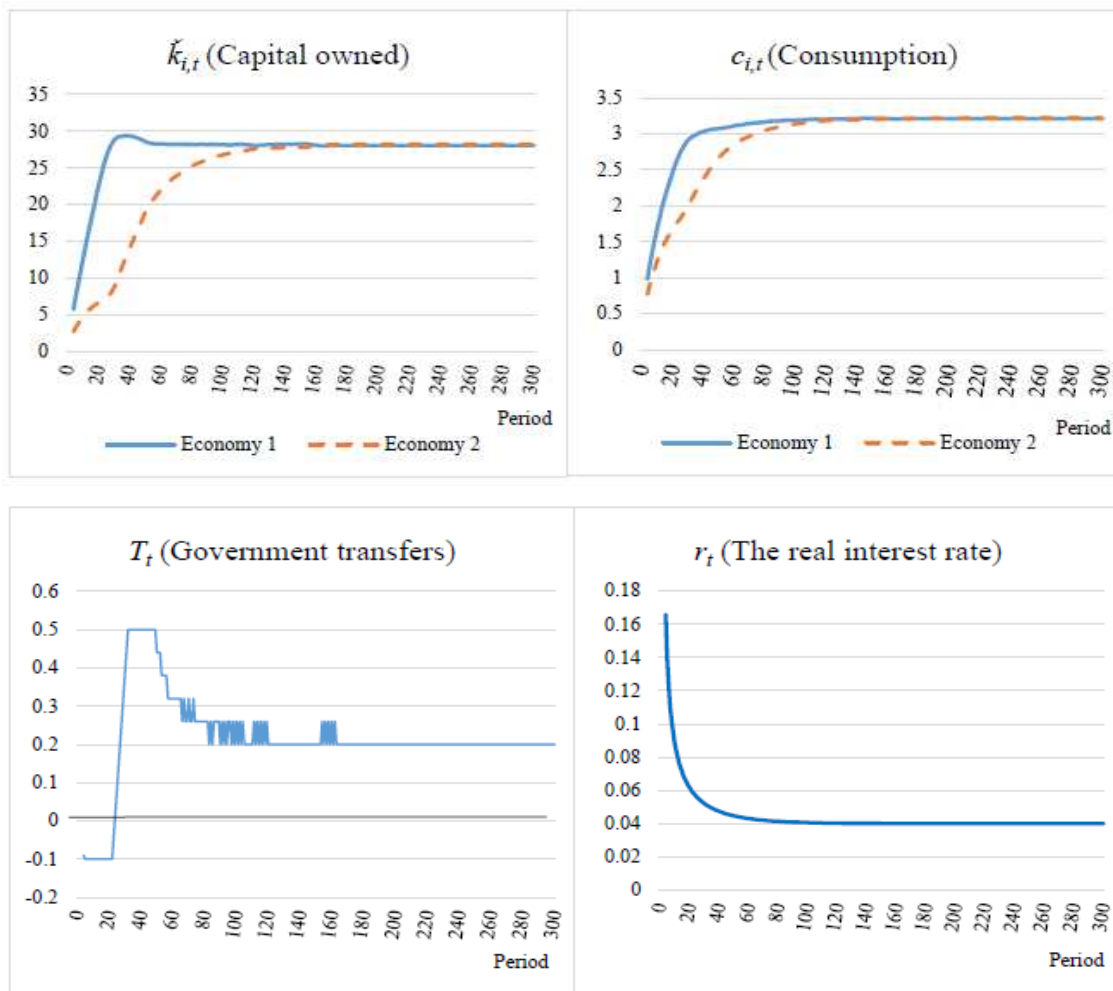 ǩi,t (Capital owned)
35
30
25
20
15
10
5
0
0 20 40 60 80 100 120 140 160 180 200 220 240 260 280 300
Period
Economy 1 Economy 2
ci,t (Consumption)
3.5
3
2.5
2
1.5
1
0.5
0
0 20 40 60 80 100 120 140 160 180 200 220 240 260 280 300
Period
Economy 1 Economy 2
Tt (Government transfers)
0.6
0.5
0.4
0.3
0.2
0.1
0
-0.1
-0.2
0 20 40 60 80 100 120 140 160 180 200 220 240 260 280 300
Period
rt (The real interest rate)
0.18
0.16
0.14
0.12
0.1
0.08
0.06
0.04
0.02
0
0 20 40 60 80 100 120 140 160 180 200 220 240 260 280 300
Period